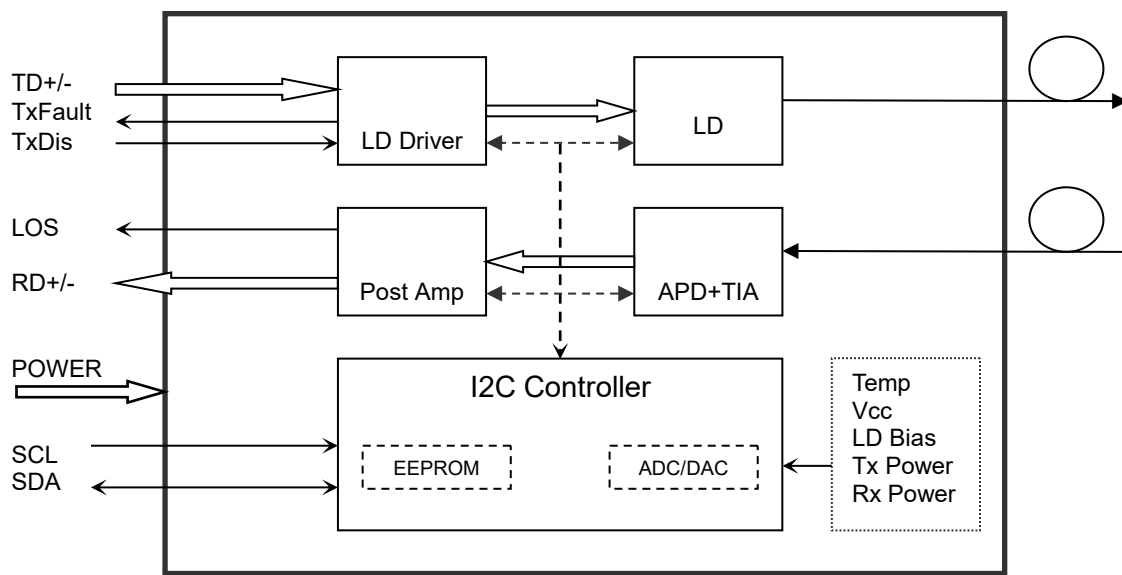 TD+/-
TxFault
TxDis
LD Driver
LD
LOS
RD+/-
Post Amp
APD+TIA
POWER
SCL
SDA
I2C Controller
EEPROM
ADC/DAC
Temp
Vcc
LD Bias
Tx Power
Rx Power